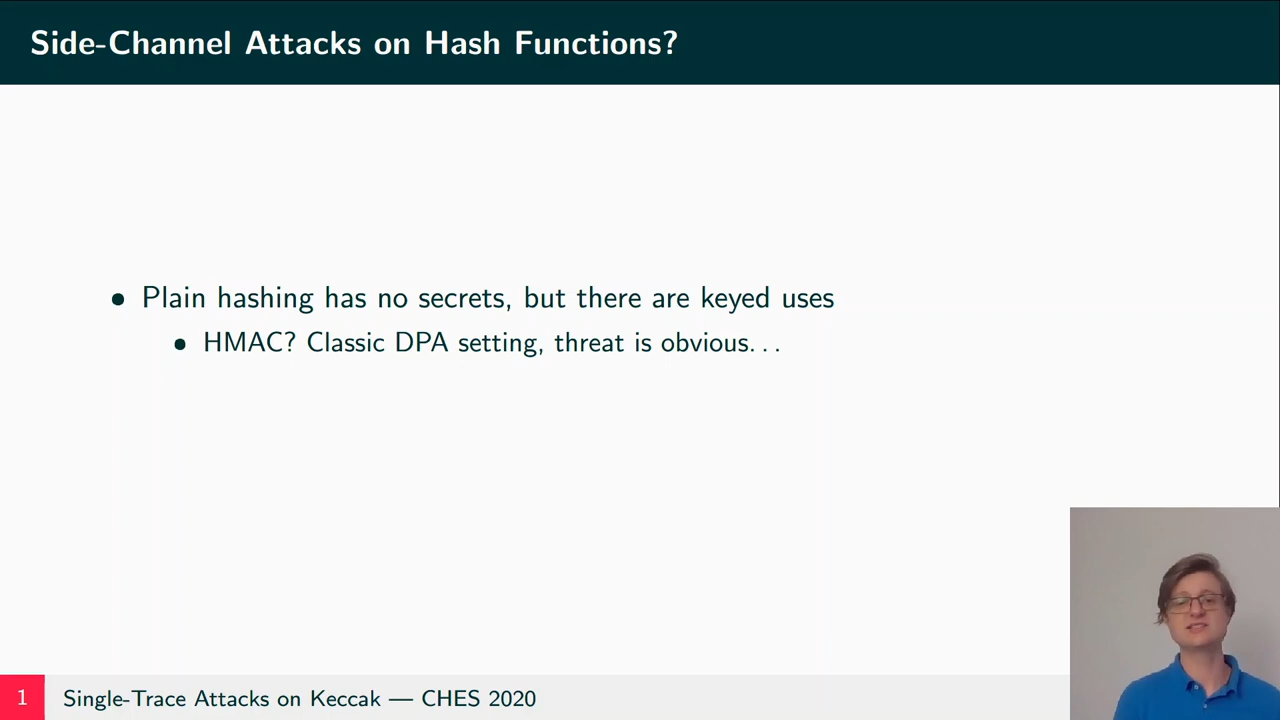 Side-Channel Attacks on Hash Functions?
• Plain hashing has no secrets, but there are keyed uses
• HMAC? Classic DPA setting, threat is obvious...
1 Single-Trace Attacks on Keccak — CHES 2020